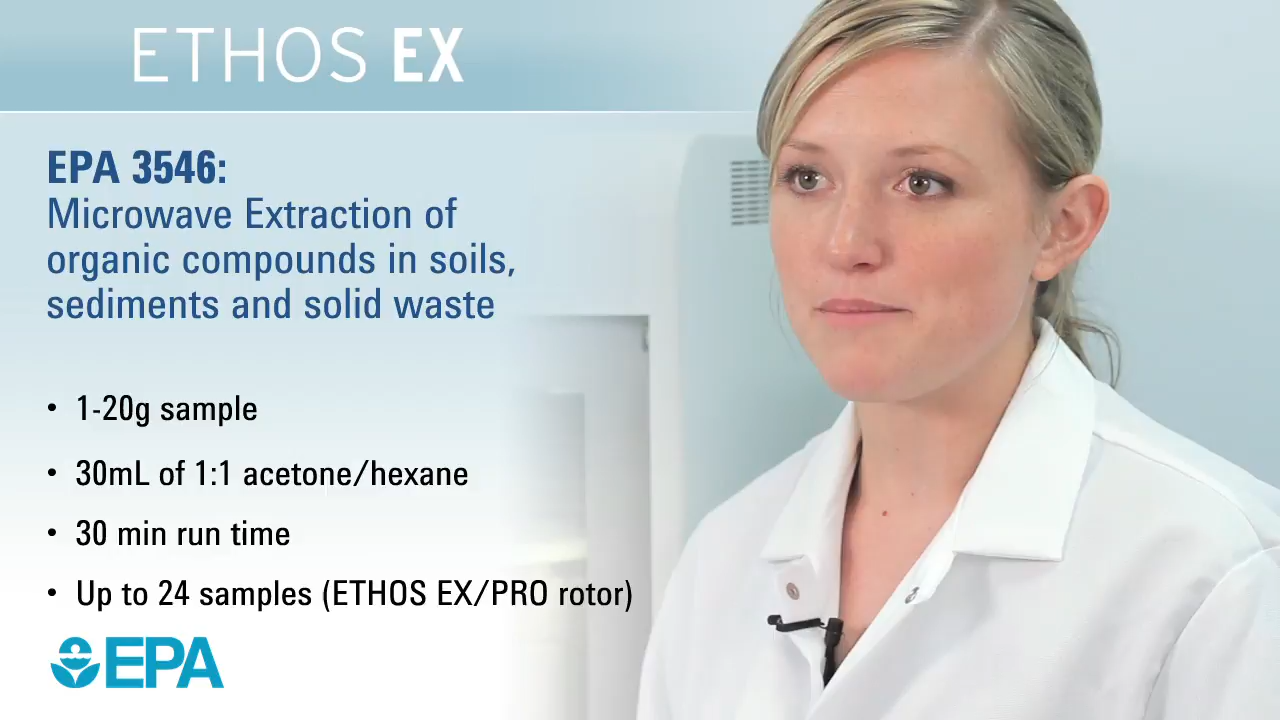 ETHOS EX
EPA 3546:
Microwave Extraction of
organic compounds in soils,
sediments and solid waste
• 1-20g sample
• 30mL of 1:1 acetone/hexane
• 30 min run time
• Up to 24 samples (ETHOS EX/PRO rotor)
EPA